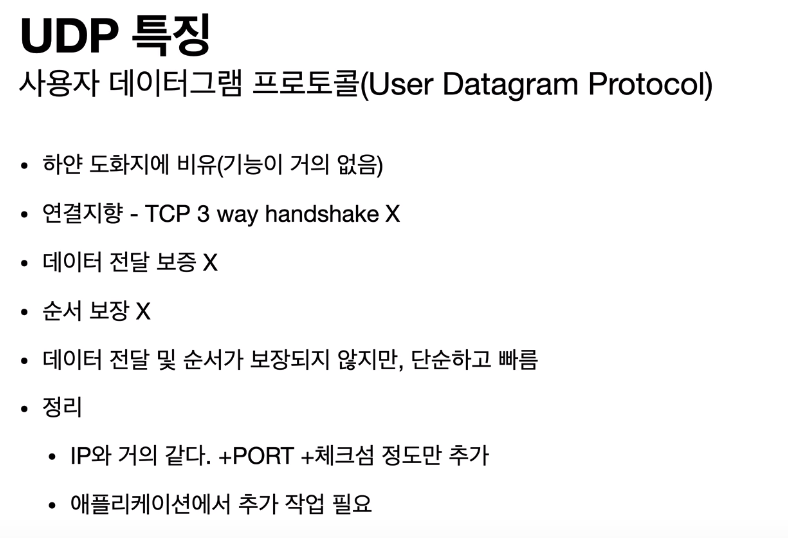 UDP 특징
사용자 데이터그램 프로토콜(User Datagram Protocol)
• 하얀 도화지에 비유(기능이 거의 없음)
• 연결지향 - TCP 3 way handshake X
• 데이터 전달 보증 X
• 순서 보장 X
• 데이터 전달 및 순서가 보장되지 않지만, 단순하고 빠름
• 정리
• IP와 거의 같다. +PORT +체크섬 정도만 추가
• 애플리케이션에서 추가 작업 필요